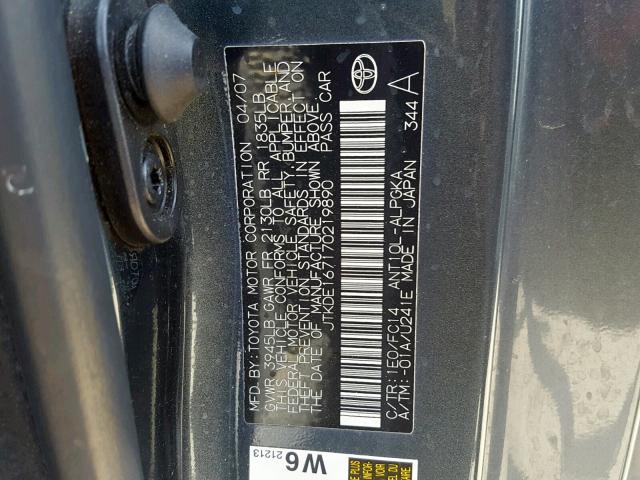 MFD. BY: TOYOTA MOTOR CORPORATION 04/07
GVWR 3945LB GAWR FR 2130LB RR 1835LB
THIS VEHICLE CONFORMS TO ALL APPLICABLE
FEDERAL MOTOR VEHICLE SAFETY, BUMPER, AND
THEFT PREVENTION STANDARDS IN EFFECT ON
THE DATE OF MANUFACTURE SHOWN ABOVE.
JTKDE167170219890 PASS CAR
C/TR: 1E0/FC14 ANT10L-ALPGKA
A/TM: -01A/U241E MADE IN JAPAN
344 A
W6
21213